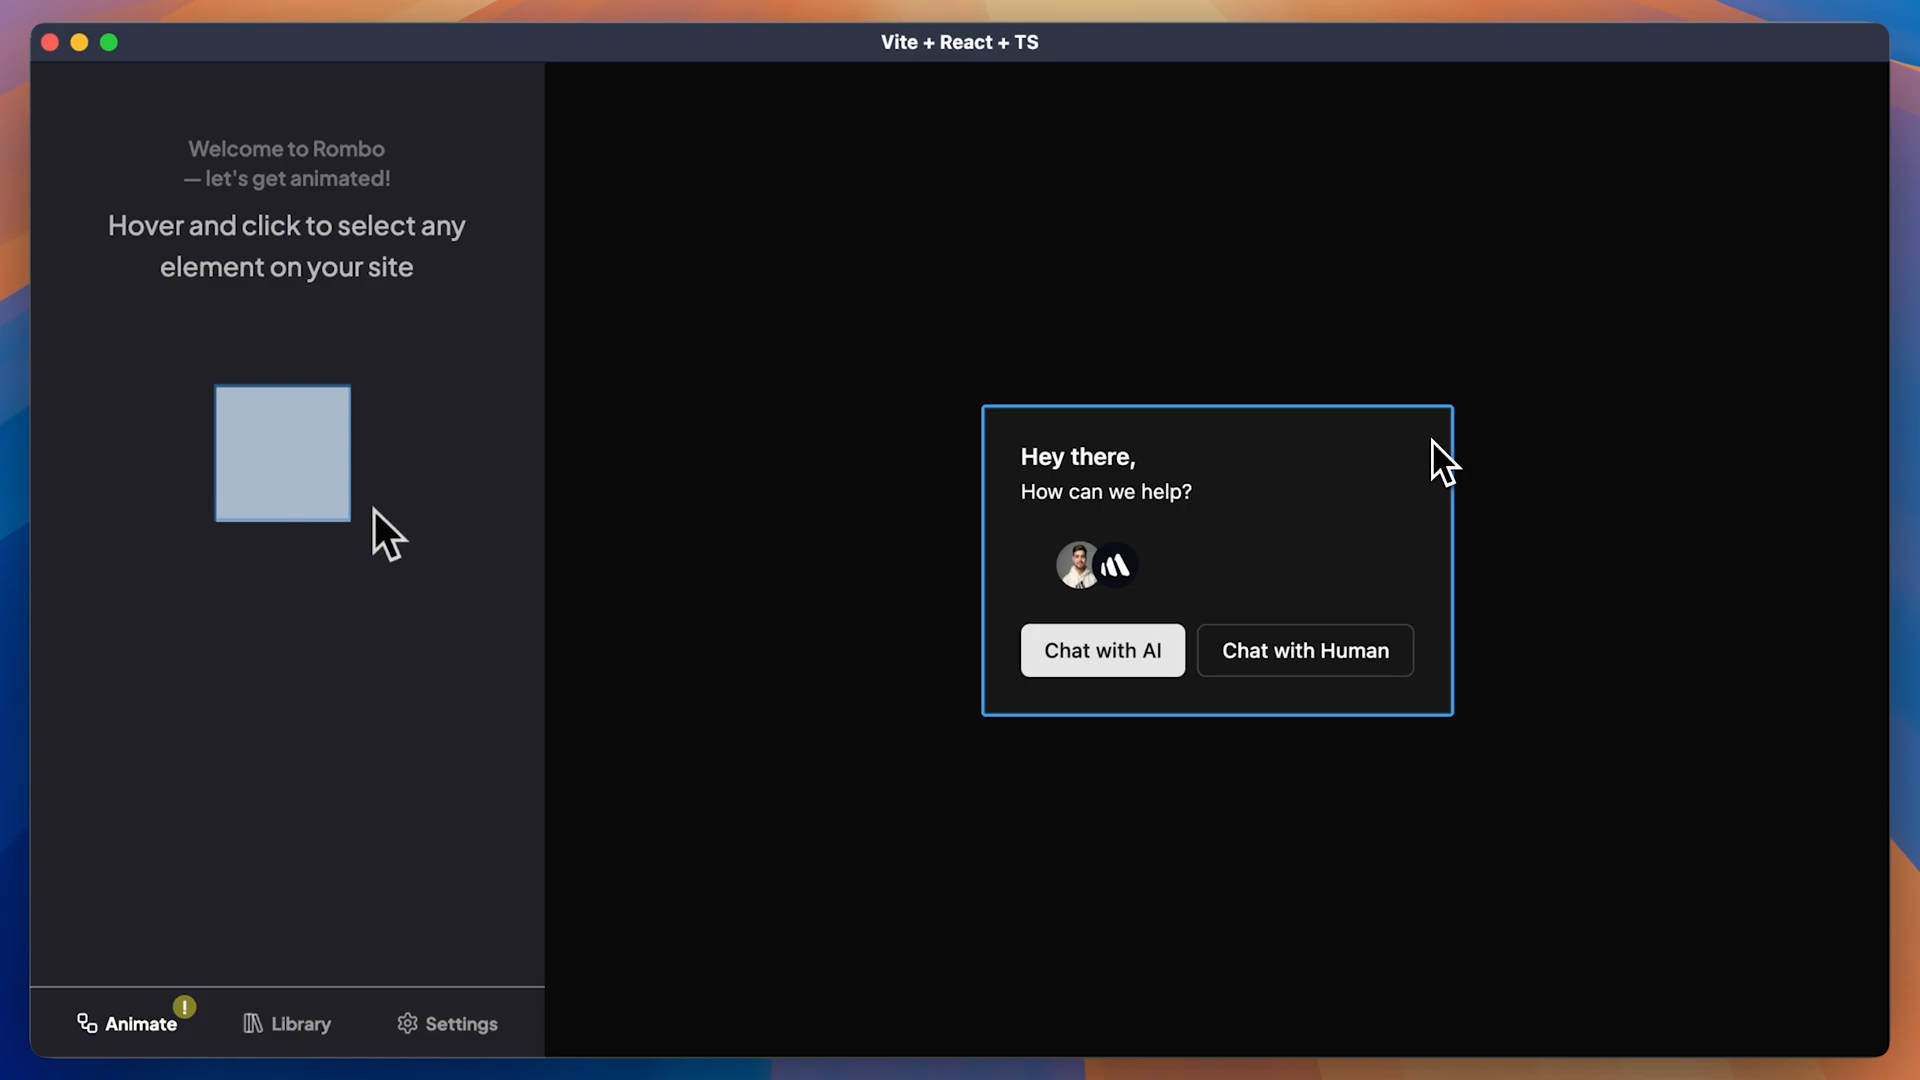 Vite + React + TS
Welcome to Rombo
— let's get animated!
Hover and click to select any
element on your site
Hey there,
How can we help?
Chat with AI
Chat with Human
!
Animate
Library
Settings